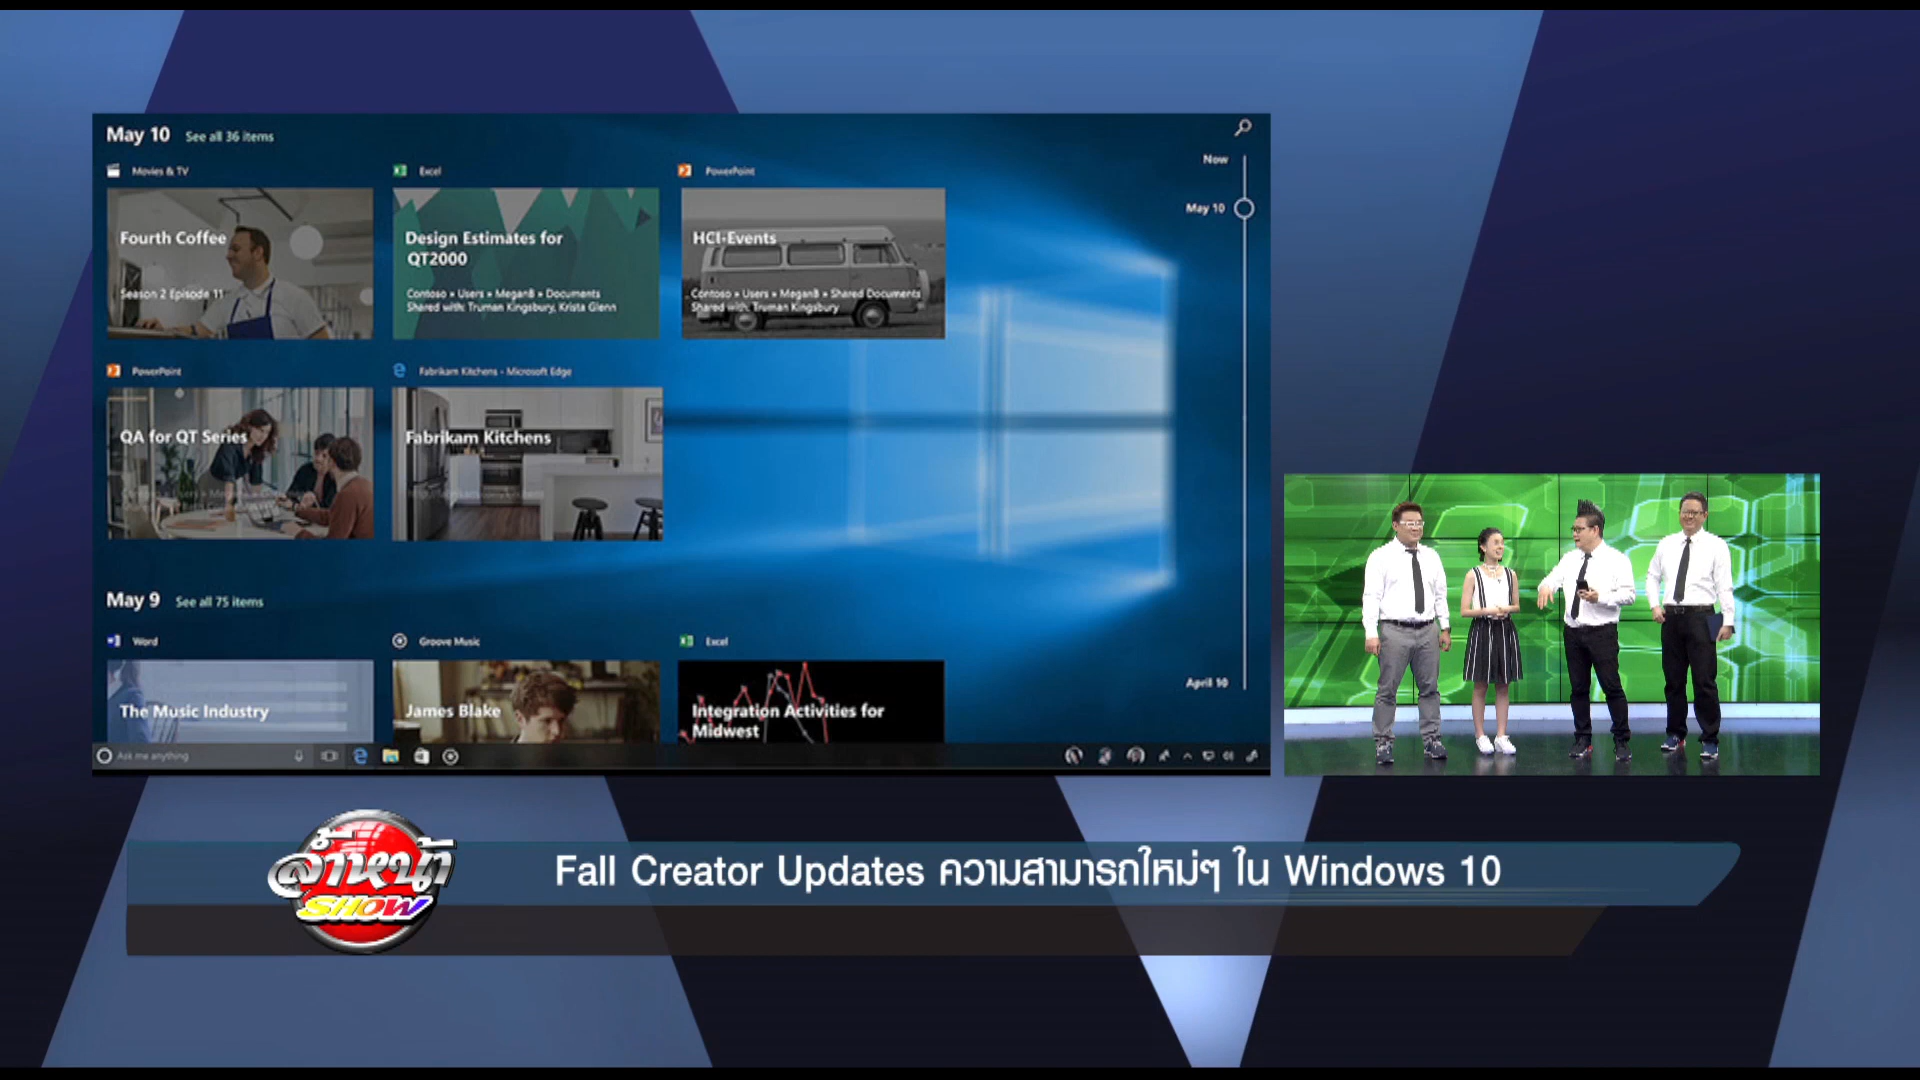 May 10 See all 36 items
Now
May 10
April 10
Movies & TV
Fourth Coffee
Season 2 Episode 11
Excel
Design Estimates for
QT2000
Contoso » Users » MeganB » Documents
Shared with: Truman Kingsbury, Krista Glenn
PowerPoint
HCI-Events
Contoso » Users » MeganB » Shared Documents
Shared with: Truman Kingsbury
PowerPoint
QA for QT Series
Fabrikam Kitchens - Microsoft Edge
Fabrikam Kitchens
May 9 See all 75 items
Word
The Music Industry
Groove Music
James Blake
Excel
Integration Activities for
Midwest
Ask me anything
ล้ำหน้า
SHOW
Fall Creator Updates ความสามารถใหม่ๆ ใน Windows 10